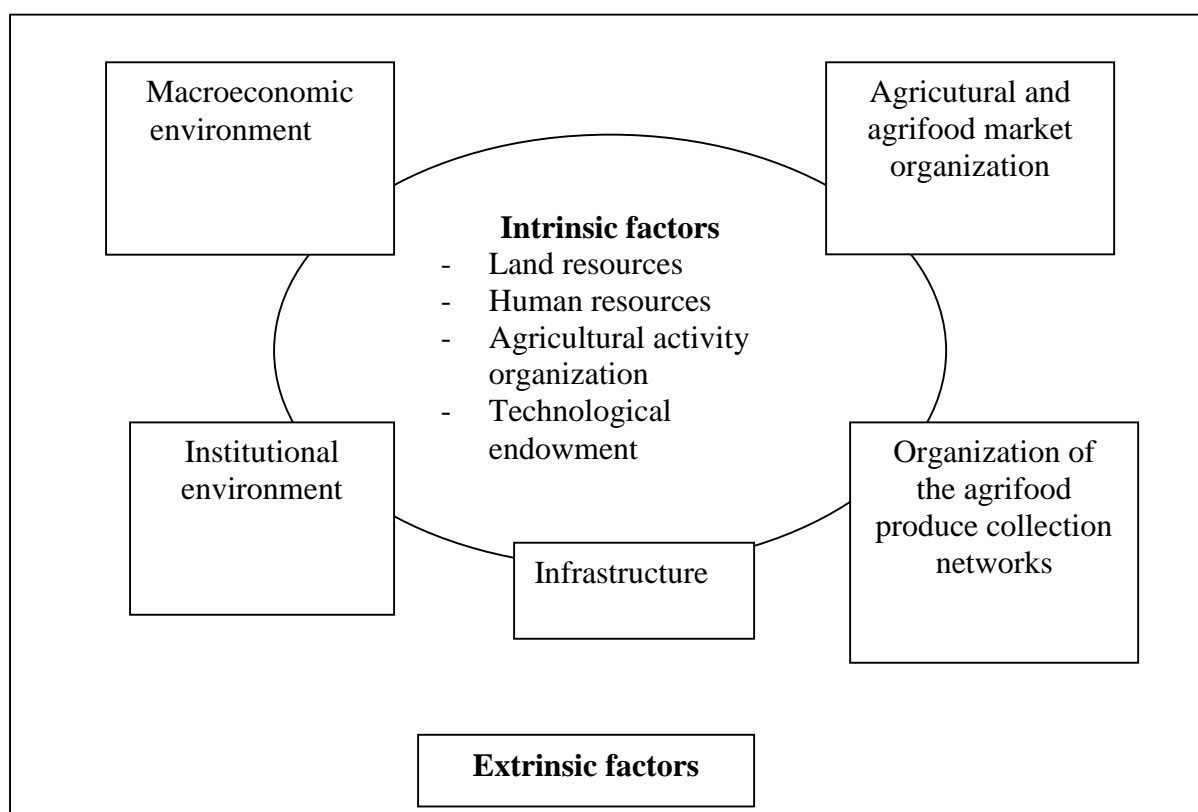 Macroeconomic
environment
Agricutural and
agrifood market
organization
Intrinsic factors
- Land resources
- Human resources
- Agricultural activity
organization
- Technological
endowment
Institutional
environment
Organization of
the agrifood
produce collection
networks
Infrastructure
Extrinsic factors